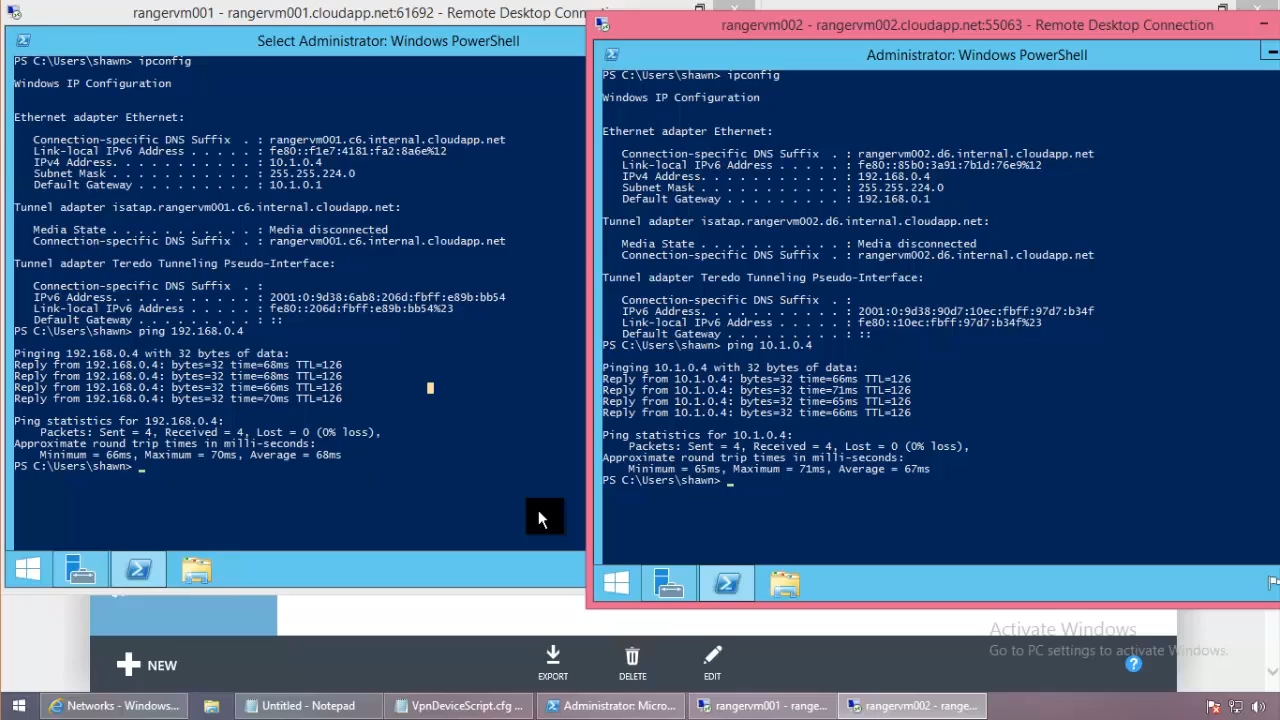 rangervm001 - rangervm001.cloudapp.net:61692 - Remote Desktop Conne
Select Administrator: Windows PowerShell
PS C:\Users\shawn> ipconfig
Windows IP Configuration
Ethernet adapter Ethernet:
Connection-specific DNS Suffix . : rangervm001.c6.internal.cloudapp.net
Link-local IPv6 Address . . . . . : fe80::f1e7:4181:fa2:8a6e%12
IPv4 Address. . . . . . . . . . . : 10.1.0.4
Subnet Mask . . . . . . . . . . . : 255.255.224.0
Default Gateway . . . . . . . . . : 10.1.0.1
Tunnel adapter isatap.rangervm001.c6.internal.cloudapp.net:
Media State . . . . . . . . . . . : Media disconnected
Connection-specific DNS Suffix . : rangervm001.c6.internal.cloudapp.net
Tunnel adapter Teredo Tunneling Pseudo-Interface:
Connection-specific DNS Suffix . :
IPv6 Address. . . . . . . . . . . : 2001:0:9d38:6ab8:206d:fbff:e89b:bb54
Link-local IPv6 Address . . . . . : fe80::206d:fbff:e89b:bb54%23
Default Gateway . . . . . . . . . : ::
PS C:\Users\shawn> ping 192.168.0.4
Pinging 192.168.0.4 with 32 bytes of data:
Reply from 192.168.0.4: bytes=32 time=68ms TTL=126
Reply from 192.168.0.4: bytes=32 time=68ms TTL=126
Reply from 192.168.0.4: bytes=32 time=66ms TTL=126
Reply from 192.168.0.4: bytes=32 time=70ms TTL=126
Ping statistics for 192.168.0.4:
Packets: Sent = 4, Received = 4, Lost = 0 (0% loss),
Approximate round trip times in milli-seconds:
Minimum = 66ms, Maximum = 70ms, Average = 68ms
PS C:\Users\shawn> _
rangervm002 - rangervm002.cloudapp.net:55063 - Remote Desktop Connection
Administrator: Windows PowerShell
PS C:\Users\shawn> ipconfig
Windows IP Configuration
Ethernet adapter Ethernet:
Connection-specific DNS Suffix . : rangervm002.d6.internal.cloudapp.net
Link-local IPv6 Address . . . . . : fe80::85b0:3a91:7b1d:76e9%12
IPv4 Address. . . . . . . . . . . : 192.168.0.4
Subnet Mask . . . . . . . . . . . : 255.255.224.0
Default Gateway . . . . . . . . . : 192.168.0.1
Tunnel adapter isatap.rangervm002.d6.internal.cloudapp.net:
Media State . . . . . . . . . . . : Media disconnected
Connection-specific DNS Suffix . : rangervm002.d6.internal.cloudapp.net
Tunnel adapter Teredo Tunneling Pseudo-Interface:
Connection-specific DNS Suffix . :
IPv6 Address. . . . . . . . . . . : 2001:0:9d38:90d7:10ec:fbff:97d7:b34f
Link-local IPv6 Address . . . . . : fe80::10ec:fbff:97d7:b34f%23
Default Gateway . . . . . . . . . : ::
PS C:\Users\shawn> ping 10.1.0.4
Pinging 10.1.0.4 with 32 bytes of data:
Reply from 10.1.0.4: bytes=32 time=66ms TTL=126
Reply from 10.1.0.4: bytes=32 time=71ms TTL=126
Reply from 10.1.0.4: bytes=32 time=65ms TTL=126
Reply from 10.1.0.4: bytes=32 time=66ms TTL=126
Ping statistics for 10.1.0.4:
Packets: Sent = 4, Received = 4, Lost = 0 (0% loss),
Approximate round trip times in milli-seconds:
Minimum = 65ms, Maximum = 71ms, Average = 67ms
PS C:\Users\shawn> _
Activate Windows
Go to PC settings to activate Windows.
NEW
EXPORT
DELETE
EDIT
?
Networks - Windows...
Untitled - Notepad
VpnDeviceScript.cfg ...
Administrator: Micro...
rangervm001 - range...
rangervm002 - range...